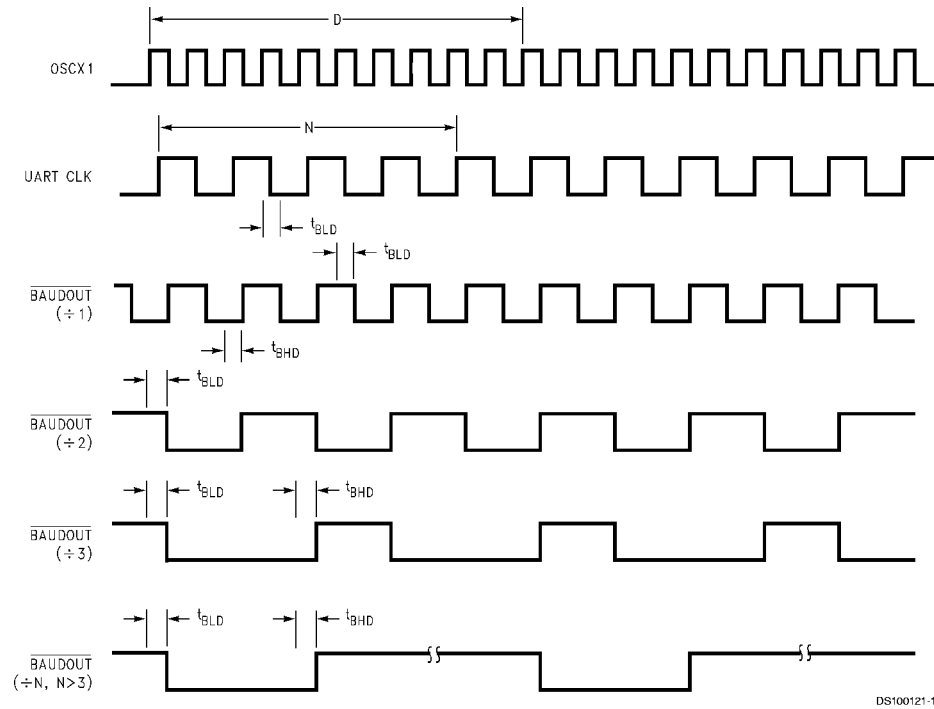 D
OSCX1
N
UART CLK
tBLD
tBLD
BAUDOUT
(÷1)
tBHD
tBLD
BAUDOUT
(÷2)
tBLD
tBHD
BAUDOUT
(÷3)
tBLD
tBHD
BAUDOUT
(÷N, N>3)
DS100121-1